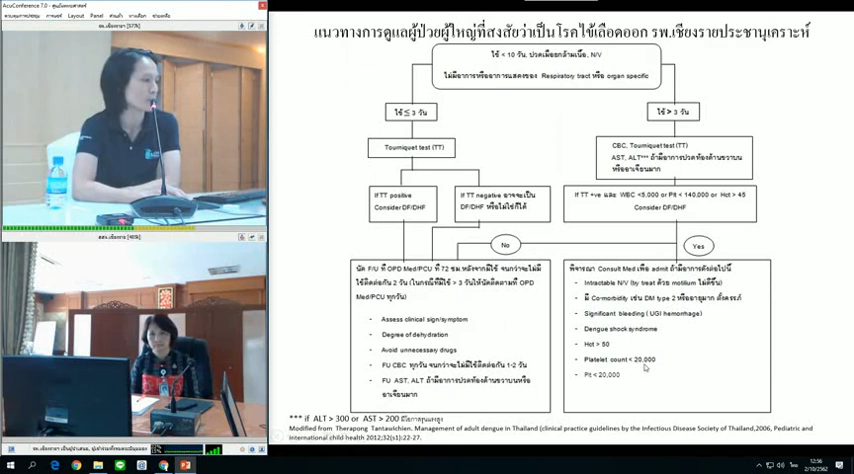 AcuConference 7.0 - ศูนย์เทคศาสตร์
Layout
Panel
ช่วยเหลือ
แนวทางการดูแลผู้ป่วยผู้ใหญ่ที่สงสัยว่าเป็นโรคไข้เลือดออก รพ.เชียงรายประชานุเคราะห์
ไข้ < 10 วัน, ปวดเมื่อยกล้ามเนื้อ, N/V
ไม่มีอาการหรืออาการแสดงของ Respiratory tract หรือ organ specific
ไข้ ≤ 3 วัน
ไข้ > 3 วัน
Tourniquet test (TT)
CBC, Tourniquet test (TT)
AST, ALT*** ถ้ามีอาการปวดท้องด้านขวาบน
หรืออาเจียนมาก
If TT positive
Consider DF/DHF
If TT negative อาจจะเป็น
DF/DHF หรือไม่ใช่ก็ได้
If TT +ve และ WBC <5,000 or Plt < 140,000 or Hct > 45
Consider DF/DHF
No
Yes
นัด F/U ที่ OPD Med/PCU ที่ 72 ชม.หลังจากมีไข้ จนกว่าจะไม่มี
ไข้ติดต่อกัน 2 วัน (ในกรณีที่มีไข้ > 3 วันให้นัดติดตามที่ OPD
Med/PCU ทุกวัน)
- Assess clinical sign/symptom
- Degree of dehydration
- Avoid unnecessary drugs
- FU CBC ทุกวัน จนกว่าจะไม่มีไข้ติดต่อกัน 1-2 วัน
- FU AST, ALT ถ้ามีอาการปวดท้องด้านขวาบนหรือ
อาเจียนมาก
พิจารณา Consult Med เพื่อ admit ถ้ามีอาการดังต่อไปนี้
- Intractable N/V (try treat ด้วย motilium ไม่ดีขึ้น)
- มี Co-morbidity เช่น DM type 2 หรืออายุมาก ตั้งครรภ์
- Significant bleeding ( UGI hemorrhage)
- Dengue shock syndrome
- Hct > 50
- Platelet count < 20,000
- Plt < 20,000
*** if ALT > 300 or AST > 200 มีโอการุนแรงสูง
Modified from Therapong Tantawichien. Management of adult dengue in Thailand (clinical practice guidelines by the Infectious Disease Society of Thailand,2006, Pediatric and
international child health 2012;32(s1):22-27.
12:56
2/10/2562